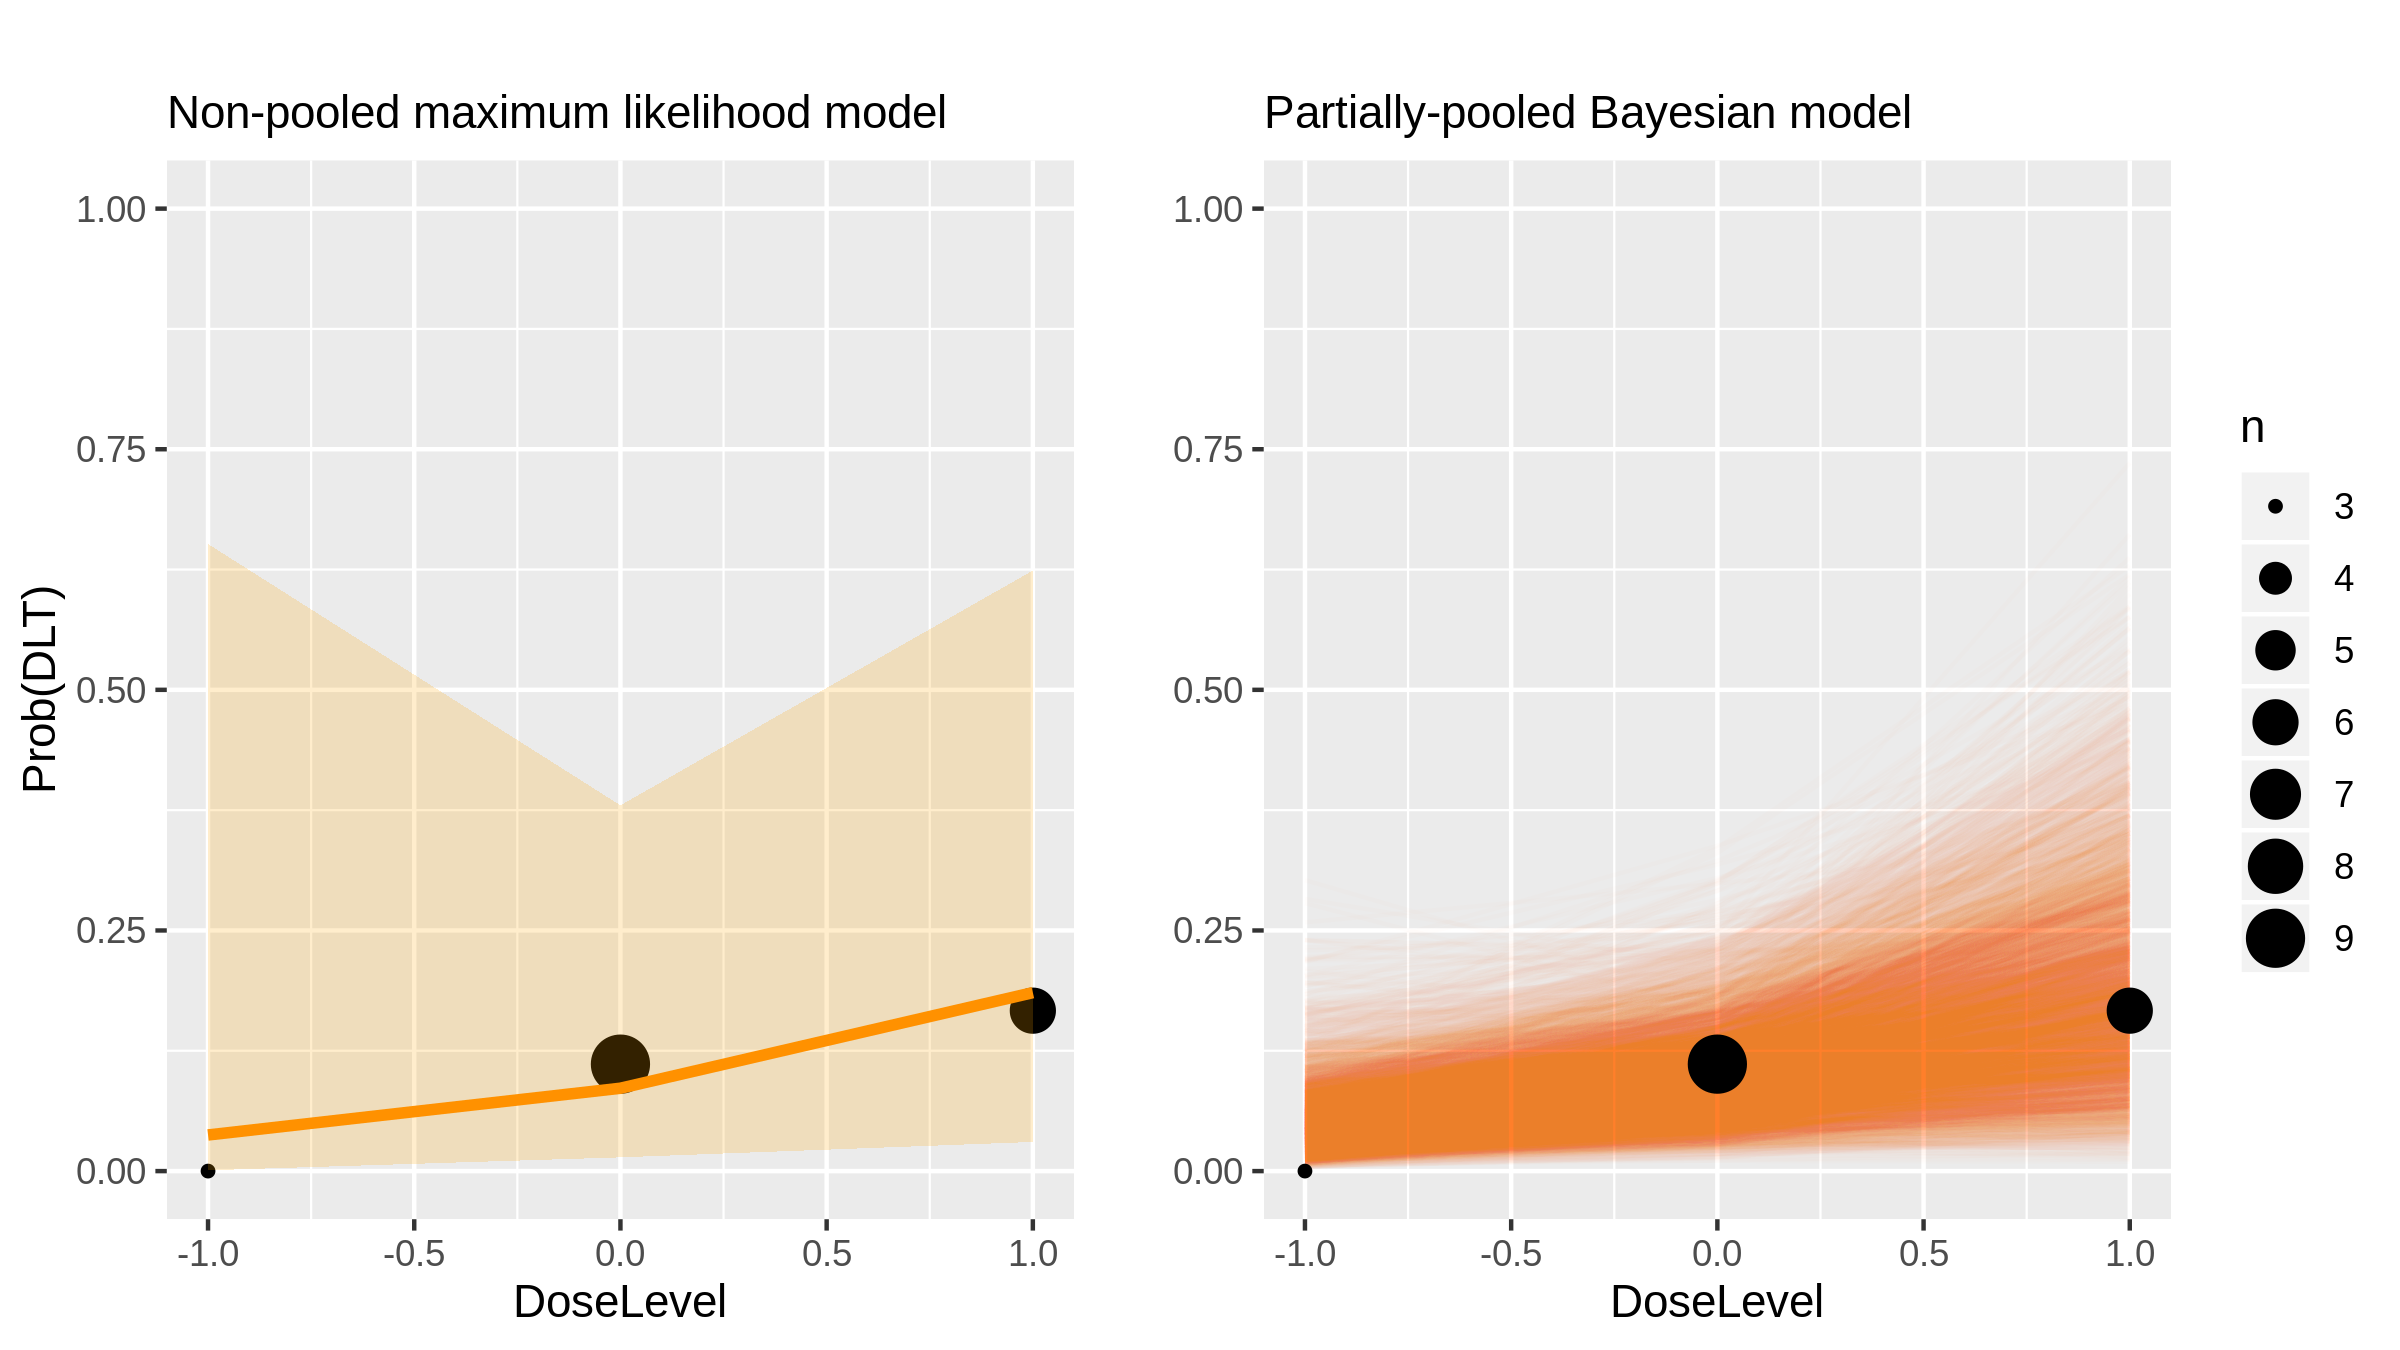 Non-pooled maximum likelihood model
Prob(DLT)
1.00
0.75
0.50
0.25
0.00
-1.0 -0.5 0.0 0.5 1.0
DoseLevel
Partially-pooled Bayesian model
1.00
0.75
0.50
0.25
0.00
-1.0 -0.5 0.0 0.5 1.0
DoseLevel
n
3
4
5
6
7
8
9